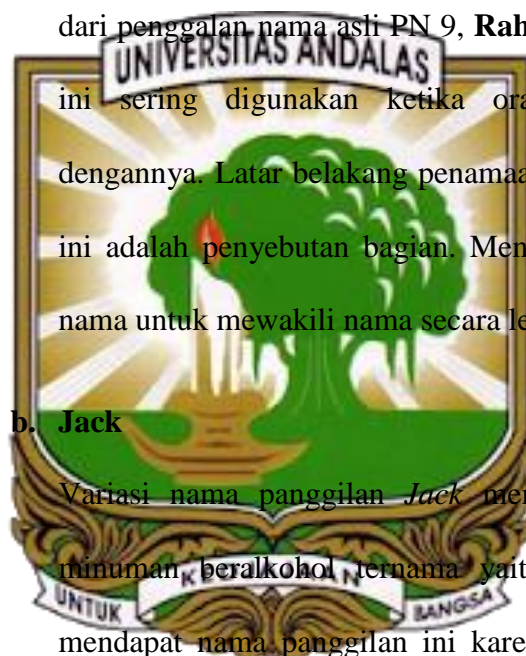 dari penggalan nama asli PN 9, Rah
UNIVERSITAS ANDALAS
ini sering digunakan ketika ora
dengannya. Latar belakang penamaa
ini adalah penyebutan bagian. Men
nama untuk mewakili nama secara le
b. Jack
Variasi nama panggilan Jack mer
minuman beralkohol ternama yait
UNTUK BANGSA
mendapat nama panggilan ini kare